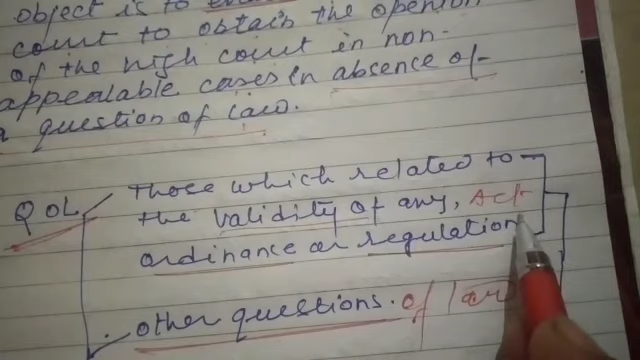 object is to
court to obtain the openion
of the high court in non-
appealable cases in absence of
a question of law.
QOL
Those which related to
the validity of any, Act
ordinance or regulation
other questions. of law